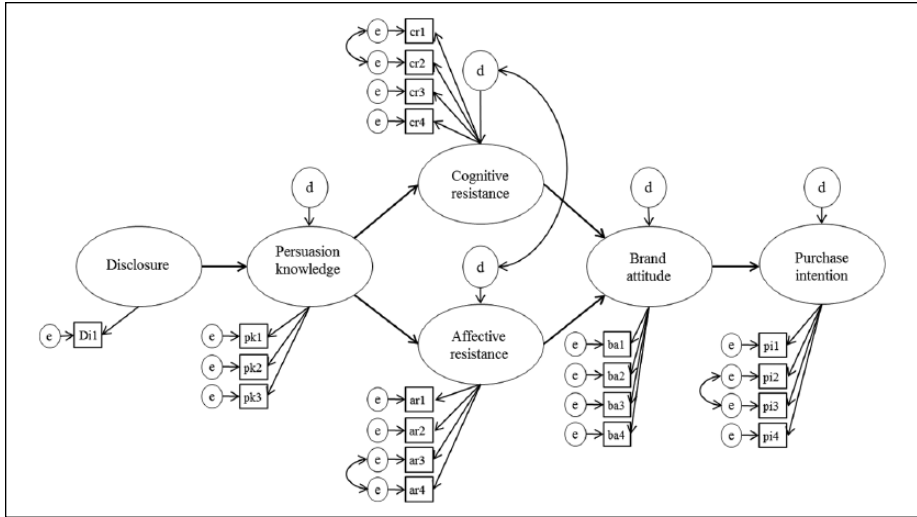 e
cr1
e
cr2
e
cr3
e
cr4
d
Cognitive
resistance
d
Persuasion
knowledge
Disclosure
e
Di1
e
pk1
e
pk2
e
pk3
d
Affective
resistance
e
ar1
e
ar2
e
ar3
e
ar4
d
Brand
attitude
e
ba1
e
ba2
e
ba3
e
ba4
d
Purchase
intention
e
pi1
e
pi2
e
pi3
e
pi4